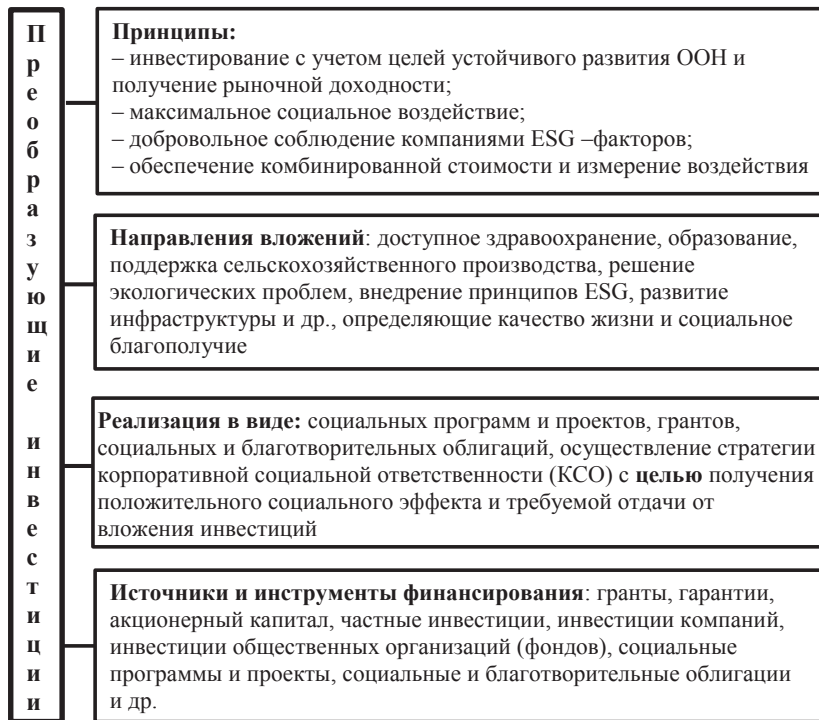 Преобразующие инвестиции
Принципы:
– инвестирование с учетом целей устойчивого развития ООН и
получение рыночной доходности;
– максимальное социальное воздействие;
– добровольное соблюдение компаниями ESG –факторов;
– обеспечение комбинированной стоимости и измерение воздействия
Направления вложений: доступное здравоохранение, образование,
поддержка сельскохозяйственного производства, решение
экологических проблем, внедрение принципов ESG, развитие
инфраструктуры и др., определяющие качество жизни и социальное
благополучие
Реализация в виде: социальных программ и проектов, грантов,
социальных и благотворительных облигаций, осуществление стратегии
корпоративной социальной ответственности (КСО) с целью получения
положительного социального эффекта и требуемой отдачи от
вложения инвестиций
Источники и инструменты финансирования: гранты, гарантии,
акционерный капитал, частные инвестиции, инвестиции компаний,
инвестиции общественных организаций (фондов), социальные
программы и проекты, социальные и благотворительные облигации
и др.